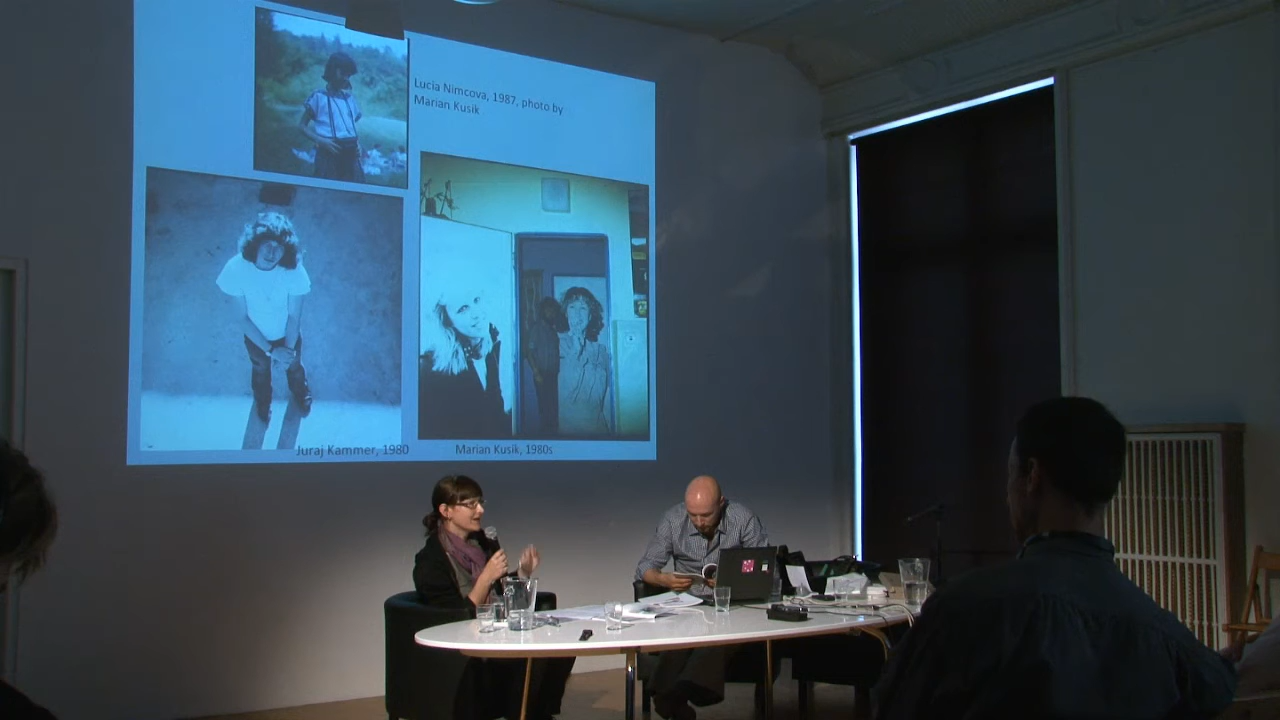 Lucia Nimcova, 1987, photo by
Marian Kusik
Juraj Kammer, 1980
Marian Kusik, 1980s